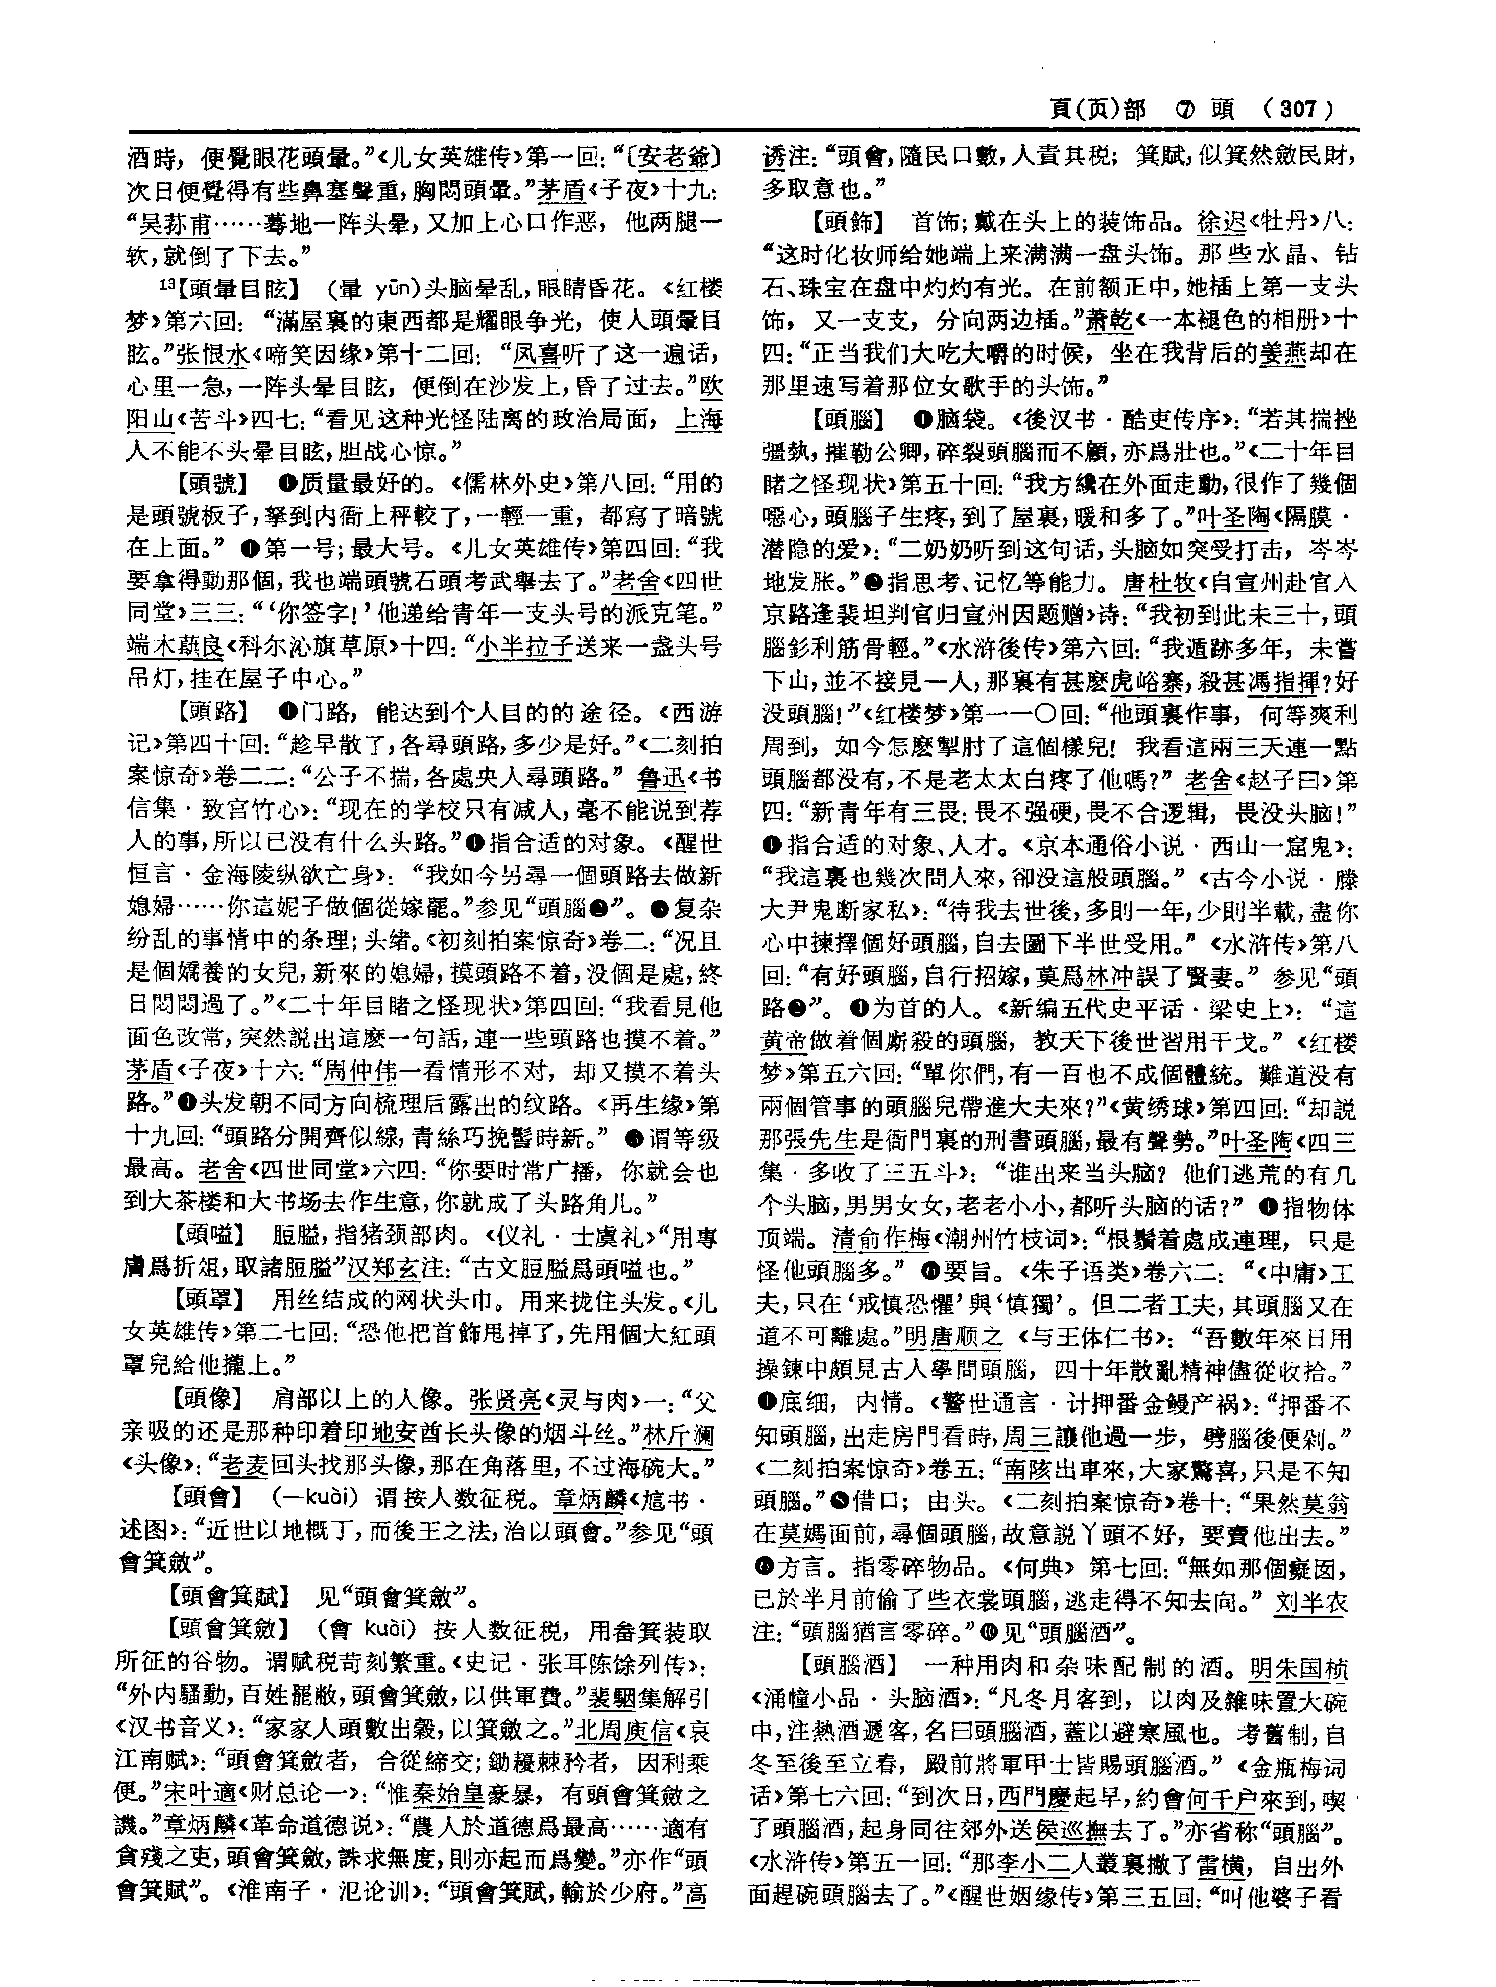 頁(页)部 ⑦ 頭 (307)
酒時，便覺眼花頭暈。”《儿女英雄传》第一回：“〔安老爺〕
次日便覺得有些鼻塞聲重，胸悶頭暈。”茅盾《子夜》十九：
“吴荪甫……蓦地一阵头晕，又加上心口作恶，他两腿一
软，就倒了下去。”
13【頭暈目眩】 （暈 yūn）头脑晕乱，眼睛昏花。《红楼
梦》第六回：“滿屋裏的東西都是耀眼争光，使人頭暈目
眩。”张恨水《啼笑因缘》第十二回：“凤喜听了这一遍话，
心里一急，一阵头晕目眩，便倒在沙发上，昏了过去。”欧
阳山《苦斗》四七：“看见这种光怪陆离的政治局面，上海
人不能不头晕目眩，胆战心惊。”
【頭號】 ❶质量最好的。《儒林外史》第八回：“用的
是頭號板子，拏到内衙上秤較了，一輕一重，都寫了暗號
在上面。”❷第一号；最大号。《儿女英雄传》第四回：“我
要拿得動那個，我也端頭號石頭考武舉去了。”老舍《四世
同堂》三三：“‘你签字！’他递给青年一支头号的派克笔。”
端木蕻良《科尔沁旗草原》十四：“小半拉子送来一盏头号
吊灯，挂在屋子中心。”
【頭路】 ❶门路，能达到个人目的的途径。《西游
记》第四十回：“趁早散了，各尋頭路，多少是好。”《二刻拍
案惊奇》卷二二：“公子不揣，各處央人尋頭路。”鲁迅《书
信集·致宫竹心》：“现在的学校只有减人，毫不能说到荐
人的事，所以已没有什么头路。”❷指合适的对象。《醒世
恒言·金海陵纵欲亡身》：“我如今另尋一個頭路去做新
媳婦……你這妮子做個從嫁罷。”参见“頭腦❸”。❸复杂
纷乱的事情中的条理；头绪。《初刻拍案惊奇》卷二：“况且
是個嬌養的女兒，新來的媳婦，摸頭路不着，没個是處，終
日悶悶過了。”《二十年目睹之怪现状》第四回：“我看見他
面色改常，突然説出這麽一句話，連一些頭路也摸不着。”
茅盾《子夜》十六：“周仲伟一看情形不对，却又摸不着头
路。”❹头发朝不同方向梳理后露出的纹路。《再生缘》第
十九回：“頭路分開齊似線，青絲巧挽髻時新。”❺谓等级
最高。老舍《四世同堂》六四：“你要时常广播，你就会也
到大茶楼和大书场去作生意，你就成了头路角儿。”
【頭嗌】 脰膉，指猪颈部肉。《仪礼·士虞礼》“用專
膚爲折俎，取諸脰膉”汉郑玄注：“古文脰膉爲頭嗌也。”
【頭罩】 用丝结成的网状头巾。用来拢住头发。《儿
女英雄传》第二七回：“恐他把首飾甩掉了，先用個大紅頭
罩兒給他攏上。”
【頭像】 肩部以上的人像。张贤亮《灵与肉》一：“父
亲吸的还是那种印着印地安酋长头像的烟斗丝。”林斤澜
《头像》：“老麦回头找那头像，那在角落里，不过海碗大。”
【頭會】 （—kuài）谓按人数征税。章炳麟《訄书·
述图》：“近世以地概丁，而後王之法，治以頭會。”参见“頭
會箕斂”。
【頭會箕賦】 见“頭會箕斂”。
【頭會箕斂】 （會 kuài）按人数征税，用畚箕装取
所征的谷物。谓赋税苛刻繁重。《史记·张耳陈馀列传》：
“外内騷動，百姓罷敝，頭會箕斂，以供軍費。”裴駰集解引
《汉书音义》：“家家人頭數出穀，以箕斂之。”北周庾信《哀
江南赋》：“頭會箕斂者，合從締交；鋤耰棘矜者，因利乘
便。”宋叶適《财总论一》：“惟秦始皇豪暴，有頭會箕斂之
譏。”章炳麟《革命道德说》：“農人於道德爲最高……適有
貪殘之吏，頭會箕斂，誅求無度，則亦起而爲變。”亦作“頭
會箕賦”。《淮南子·氾论训》：“頭會箕賦，輸於少府。”高
诱注：“頭會，隨民口數，人責其税；箕賦，似箕然斂民財，
多取意也。”
【頭飾】 首饰；戴在头上的装饰品。徐迟《牡丹》八：
“这时化妆师给她端上来满满一盘头饰。那些水晶、钻
石、珠宝在盘中灼灼有光。在前额正中，她插上第一支头
饰，又一支支，分向两边插。”萧乾《一本褪色的相册》十
四：“正当我们大吃大嚼的时候，坐在我背后的姜燕却在
那里速写着那位女歌手的头饰。”
【頭腦】 ❶脑袋。《後汉书·酷吏传序》：“若其揣挫
彊埶，摧勒公卿，碎裂頭腦而不顧，亦爲壯也。”《二十年目
睹之怪现状》第五十回：“我方纔在外面走動，很作了幾個
噁心，頭腦子生疼，到了屋裏，暖和多了。”叶圣陶《隔膜·
潜隐的爱》：“二奶奶听到这句话，头脑如突受打击，岑岑
地发胀。”❷指思考、记忆等能力。唐杜牧《自宣州赴官入
京路逢裴坦判官归宣州因题赠》诗：“我初到此未三十，頭
腦釤利筋骨輕。”《水浒後传》第六回：“我遁跡多年，未嘗
下山，並不接見一人，那裏有甚麽虎峪寨，殺甚馮指揮？好
没頭腦！”《红楼梦》第一一〇回：“他頭裏作事，何等爽利
周到，如今怎麽掣肘了這個樣兒！我看這兩三天連一點
頭腦都没有，不是老太太白疼了他嗎？”老舍《赵子曰》第
四：“新青年有三畏：畏不强硬，畏不合逻辑，畏没头脑！”
❸指合适的对象、人才。《京本通俗小说·西山一窟鬼》：
“我這裏也幾次問人來，卻没這般頭腦。”《古今小说·滕
大尹鬼断家私》：“待我去世後，多則一年，少則半載，盡你
心中揀擇個好頭腦，自去圖下半世受用。”《水浒传》第八
回：“有好頭腦，自行招嫁，莫爲林冲誤了賢妻。”参见“頭
路❷”。❹为首的人。《新编五代史平话·梁史上》：“這
黄帝做着個廝殺的頭腦，教天下後世習用干戈。”《红楼
梦》第五六回：“單你們，有一百也不成個體統。難道没有
兩個管事的頭腦兒帶進大夫來？”《黄绣球》第四回：“却説
那張先生是衙門裏的刑書頭腦，最有聲勢。”叶圣陶《四三
集·多收了三五斗》：“谁出来当头脑？他们逃荒的有几
个头脑，男男女女，老老小小，都听头脑的话？”❺指物体
顶端。清俞作梅《潮州竹枝词》：“根鬚着處成連理，只是
怪他頭腦多。”❻要旨。《朱子语类》卷六二：“《中庸》工
夫，只在‘戒慎恐懼’與‘慎獨’。但二者工夫，其頭腦又在
道不可離處。”明唐顺之《与王体仁书》：“吾數年來日用
操鍊中頗見古人學問頭腦，四十年散亂精神儘從收拾。”
❼底细，内情。《警世通言·计押番金鳗产祸》：“押番不
知頭腦，出走房門看時，周三讓他過一步，劈腦後便剁。”
《二刻拍案惊奇》卷五：“南陔出車來，大家驚喜，只是不知
頭腦。”❽借口；由头。《二刻拍案惊奇》卷十：“果然莫翁
在莫媽面前，尋個頭腦，故意説丫頭不好，要賣他出去。”
❾方言。指零碎物品。《何典》第七回：“無如那個癡囡，
已於半月前偷了些衣裳頭腦，逃走得不知去向。”刘半农
注：“頭腦猶言零碎。”❿见“頭腦酒”。
【頭腦酒】 一种用肉和杂味配制的酒。明朱国桢
《涌幢小品·头脑酒》：“凡冬月客到，以肉及雜味置大碗
中，注熱酒遞客，名曰頭腦酒，蓋以避寒風也。考舊制，自
冬至後至立春，殿前將軍甲士皆賜頭腦酒。”《金瓶梅词
话》第七六回：“到次日，西門慶起早，約會何千户來到，喫
了頭腦酒，起身同往郊外送侯巡撫去了。”亦省称“頭腦”。
《水浒传》第五一回：“那李小二人叢裏撇了雷横，自出外
面趕碗頭腦去了。”《醒世姻缘传》第三五回：“叫他婆子看